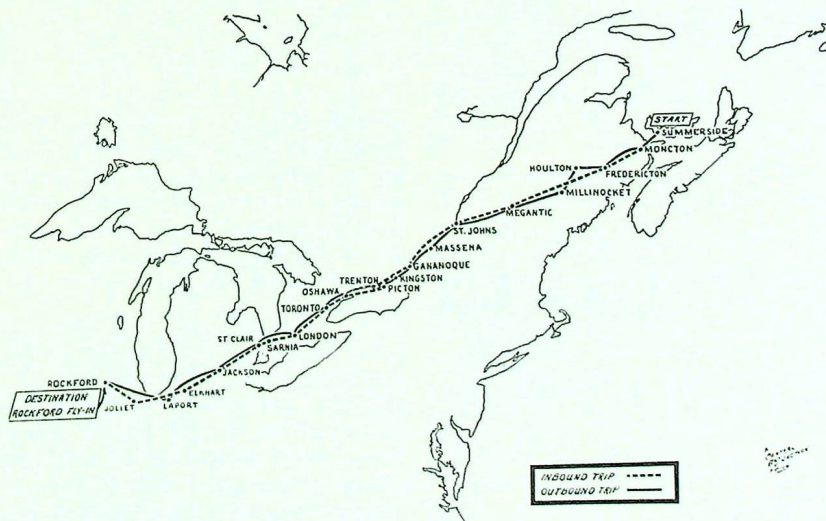 START
SUMMERSIDE
MONCTON
HOULTON
FREDERICTON
MILLINOCKET
MEGANTIC
ST. JOHNS
MASSENA
GANANOQUE
TRENTON
KINGSTON
OSHAWA
PICTON
TORONTO
ST CLAIR
LONDON
SARNIA
JACKSON
ROCKFORD
ELKHART
DESTINATION
ROCKFORD FLY-IN
JOLIET
LAPORT
INBOUND TRIP
OUTBOUND TRIP